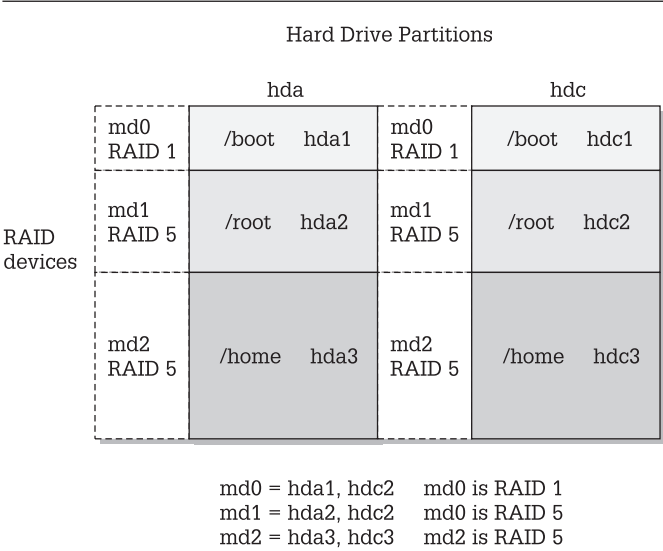 Hard Drive Partitions
hda hdc
md0 RAID 1 /boot hda1 md0 RAID 1 /boot hdc1
md1 RAID 5 /root hda2 md1 RAID 5 /root hdc2
RAID devices
md2 RAID 5 /home hda3 md2 RAID 5 /home hdc3
md0 = hda1, hdc2 md0 is RAID 1
md1 = hda2, hdc2 md0 is RAID 5
md2 = hda3, hdc3 md2 is RAID 5